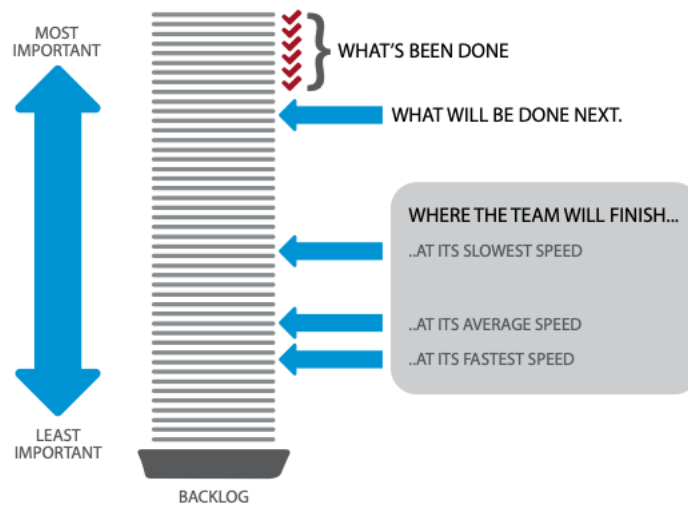 MOST
IMPORTANT
WHAT'S BEEN DONE
WHAT WILL BE DONE NEXT.
WHERE THE TEAM WILL FINISH...
..AT ITS SLOWEST SPEED
..AT ITS AVERAGE SPEED
..AT ITS FASTEST SPEED
LEAST
IMPORTANT
BACKLOG